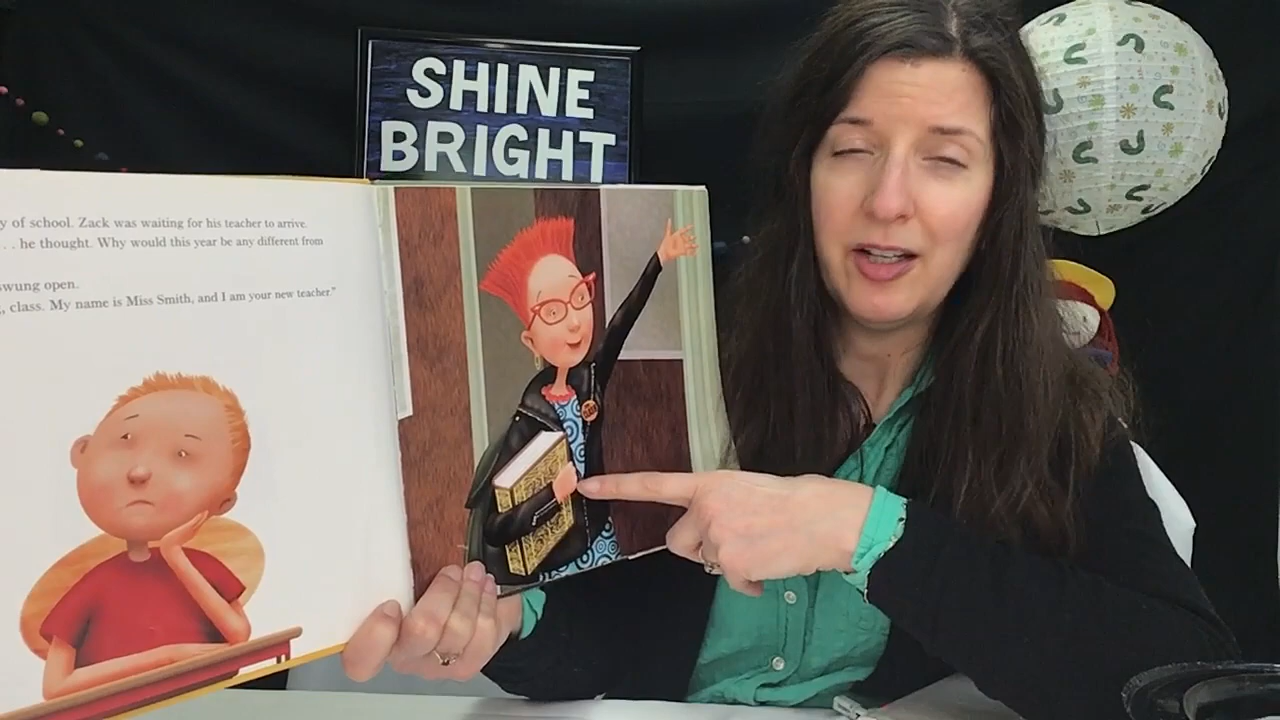 SHINE
BRIGHT
y of school. Zack was waiting for his teacher to arrive.
. . he thought. Why would this year be any different from
swung open.
, class. My name is Miss Smith, and I am your new teacher."